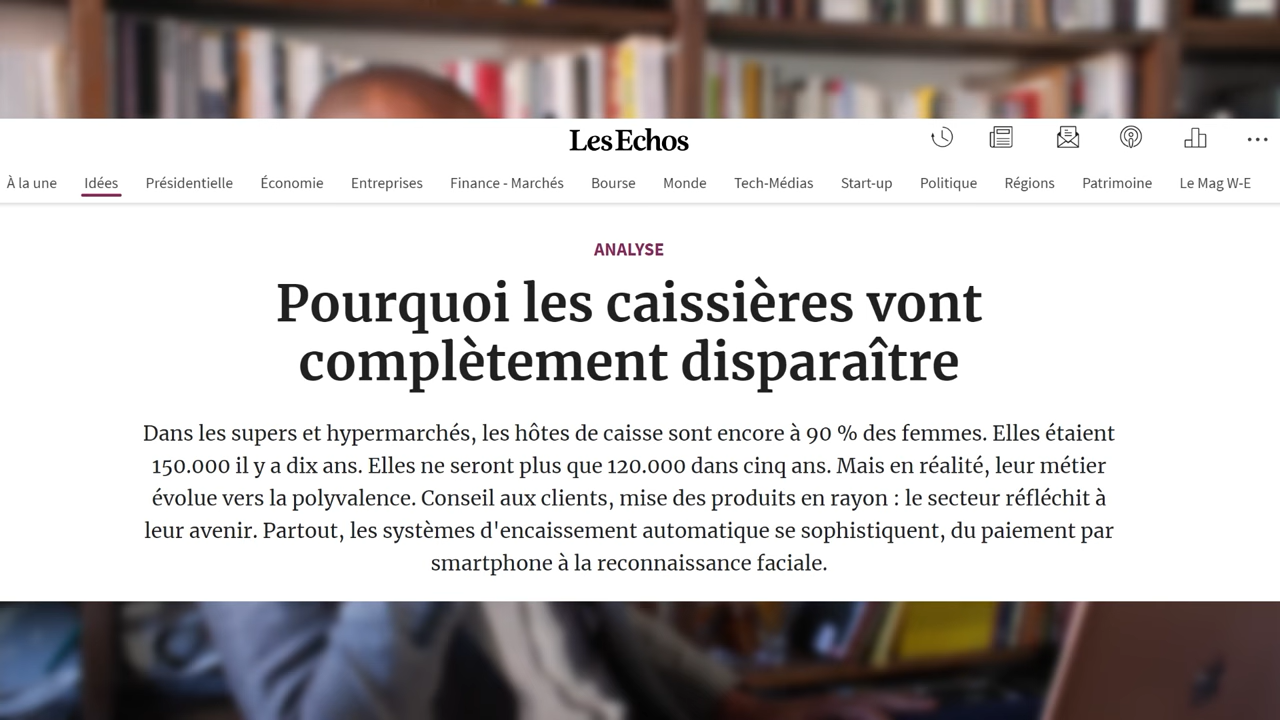 Les Echos
À la une Idées Présidentielle Économie Entreprises Finance - Marchés Bourse Monde Tech-Médias Start-up Politique Régions Patrimoine Le Mag W-E
ANALYSE
Pourquoi les caissières vont
complètement disparaître
Dans les supers et hypermarchés, les hôtes de caisse sont encore à 90 % des femmes. Elles étaient
150.000 il y a dix ans. Elles ne seront plus que 120.000 dans cinq ans. Mais en réalité, leur métier
évolue vers la polyvalence. Conseil aux clients, mise des produits en rayon : le secteur réfléchit à
leur avenir. Partout, les systèmes d'encaissement automatique se sophistiquent, du paiement par
smartphone à la reconnaissance faciale.